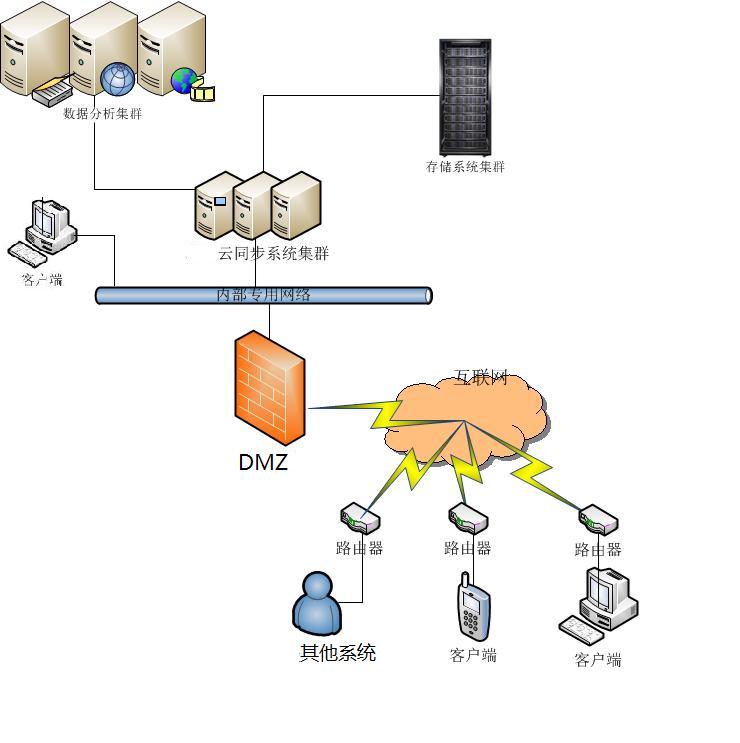 数据分析集群
存储系统集群
云同步系统集群
客户端
内部专用网络
互联网
DMZ
路由器
路由器
路由器
其他系统
客户端
客户端